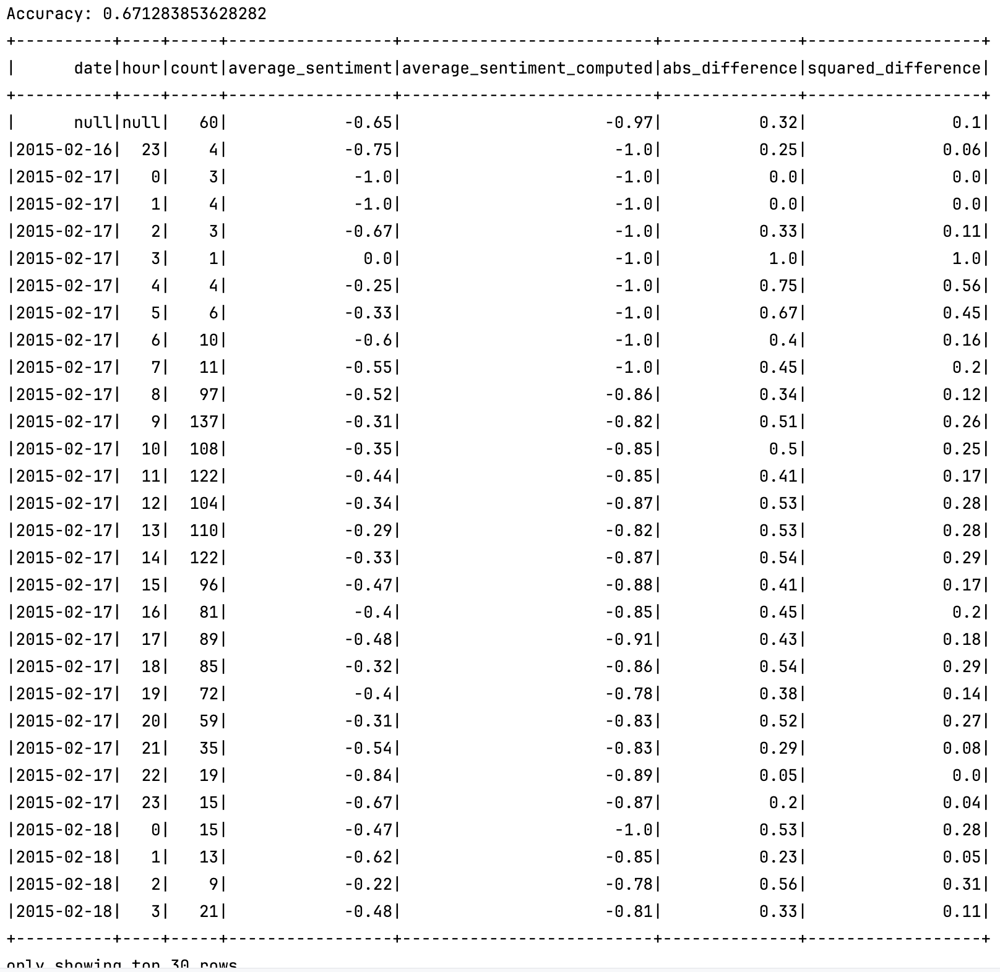 Accuracy: 0.671283853628282
+----------+----+-----+-----------------+--------------------------+--------------+------------------+
|      date|hour|count|average_sentiment|average_sentiment_computed|abs_difference|squared_difference|
+----------+----+-----+-----------------+--------------------------+--------------+------------------+
|      null|null|   60|            -0.65|                     -0.97|          0.32|               0.1|
|2015-02-16|  23|    4|            -0.75|                      -1.0|          0.25|              0.06|
|2015-02-17|   0|    3|             -1.0|                      -1.0|           0.0|               0.0|
|2015-02-17|   1|    4|             -1.0|                      -1.0|           0.0|               0.0|
|2015-02-17|   2|    3|            -0.67|                      -1.0|          0.33|              0.11|
|2015-02-17|   3|    1|              0.0|                      -1.0|           1.0|               1.0|
|2015-02-17|   4|    4|            -0.25|                      -1.0|          0.75|              0.56|
|2015-02-17|   5|    6|            -0.33|                      -1.0|          0.67|              0.45|
|2015-02-17|   6|   10|             -0.6|                      -1.0|           0.4|              0.16|
|2015-02-17|   7|   11|            -0.55|                      -1.0|          0.45|               0.2|
|2015-02-17|   8|   97|            -0.52|                     -0.86|          0.34|              0.12|
|2015-02-17|   9|  137|            -0.31|                     -0.82|          0.51|              0.26|
|2015-02-17|  10|  108|            -0.35|                     -0.85|           0.5|              0.25|
|2015-02-17|  11|  122|            -0.44|                     -0.85|          0.41|              0.17|
|2015-02-17|  12|  104|            -0.34|                     -0.87|          0.53|              0.28|
|2015-02-17|  13|  110|            -0.29|                     -0.82|          0.53|              0.28|
|2015-02-17|  14|  122|            -0.33|                     -0.87|          0.54|              0.29|
|2015-02-17|  15|   96|            -0.47|                     -0.88|          0.41|              0.17|
|2015-02-17|  16|   81|             -0.4|                     -0.85|          0.45|               0.2|
|2015-02-17|  17|   89|            -0.48|                     -0.91|          0.43|              0.18|
|2015-02-17|  18|   85|            -0.32|                     -0.86|          0.54|              0.29|
|2015-02-17|  19|   72|             -0.4|                     -0.78|          0.38|              0.14|
|2015-02-17|  20|   59|            -0.31|                     -0.83|          0.52|              0.27|
|2015-02-17|  21|   35|            -0.54|                     -0.83|          0.29|              0.08|
|2015-02-17|  22|   19|            -0.84|                     -0.89|          0.05|               0.0|
|2015-02-17|  23|   15|            -0.67|                     -0.87|           0.2|              0.04|
|2015-02-18|   0|   15|            -0.47|                      -1.0|          0.53|              0.28|
|2015-02-18|   1|   13|            -0.62|                     -0.85|          0.23|              0.05|
|2015-02-18|   2|    9|            -0.22|                     -0.78|          0.56|              0.31|
|2015-02-18|   3|   21|            -0.48|                     -0.81|          0.33|              0.11|
+----------+----+-----+-----------------+--------------------------+--------------+------------------+
only showing top 30 rows